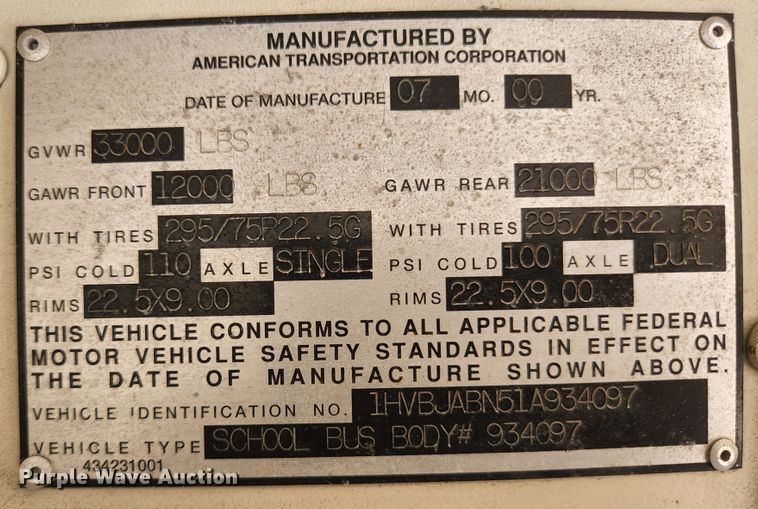 MANUFACTURED BY
AMERICAN TRANSPORTATION CORPORATION
DATE OF MANUFACTURE 07 MO. 00 YR.
GVWR 33000 LBS
GAWR FRONT 12000 LBS GAWR REAR 21000 LBS
WITH TIRES 295/75R22.5G WITH TIRES 295/75R22.5G
PSI COLD 110 AXLE SINGLE PSI COLD 100 AXLE DUAL
RIMS 22.5X9.00 RIMS 22.5X9.00
THIS VEHICLE CONFORMS TO ALL APPLICABLE FEDERAL
MOTOR VEHICLE SAFETY STANDARDS IN EFFECT ON
THE DATE OF MANUFACTURE SHOWN ABOVE.
VEHICLE IDENTIFICATION NO. 1HVBJABN51A934097
VEHICLE TYPE SCHOOL BUS BODY# 934097
434231001
Purple Wave Auction